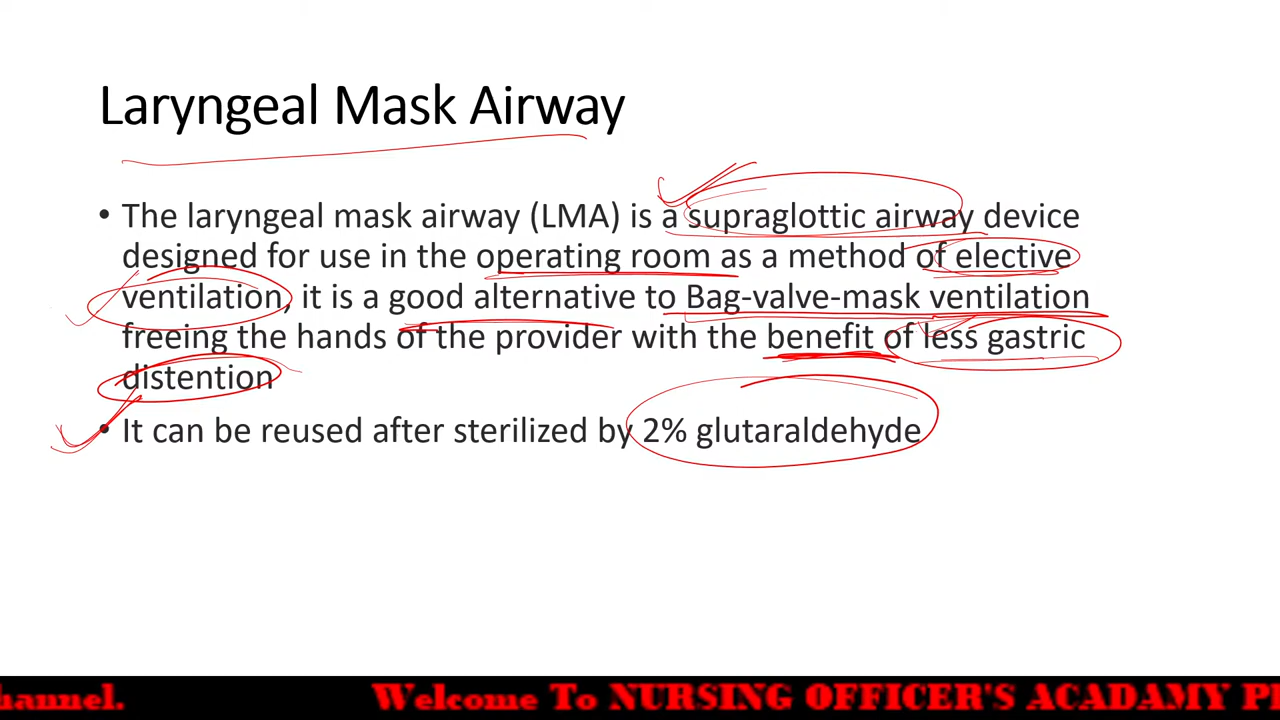 Laryngeal Mask Airway
• The laryngeal mask airway (LMA) is a supraglottic airway device
designed for use in the operating room as a method of elective
ventilation, it is a good alternative to Bag-valve-mask ventilation
freeing the hands of the provider with the benefit of less gastric
distention
• It can be reused after sterilized by 2% glutaraldehyde
hannel. Welcome To NURSING OFFICER'S ACADAMY Pl